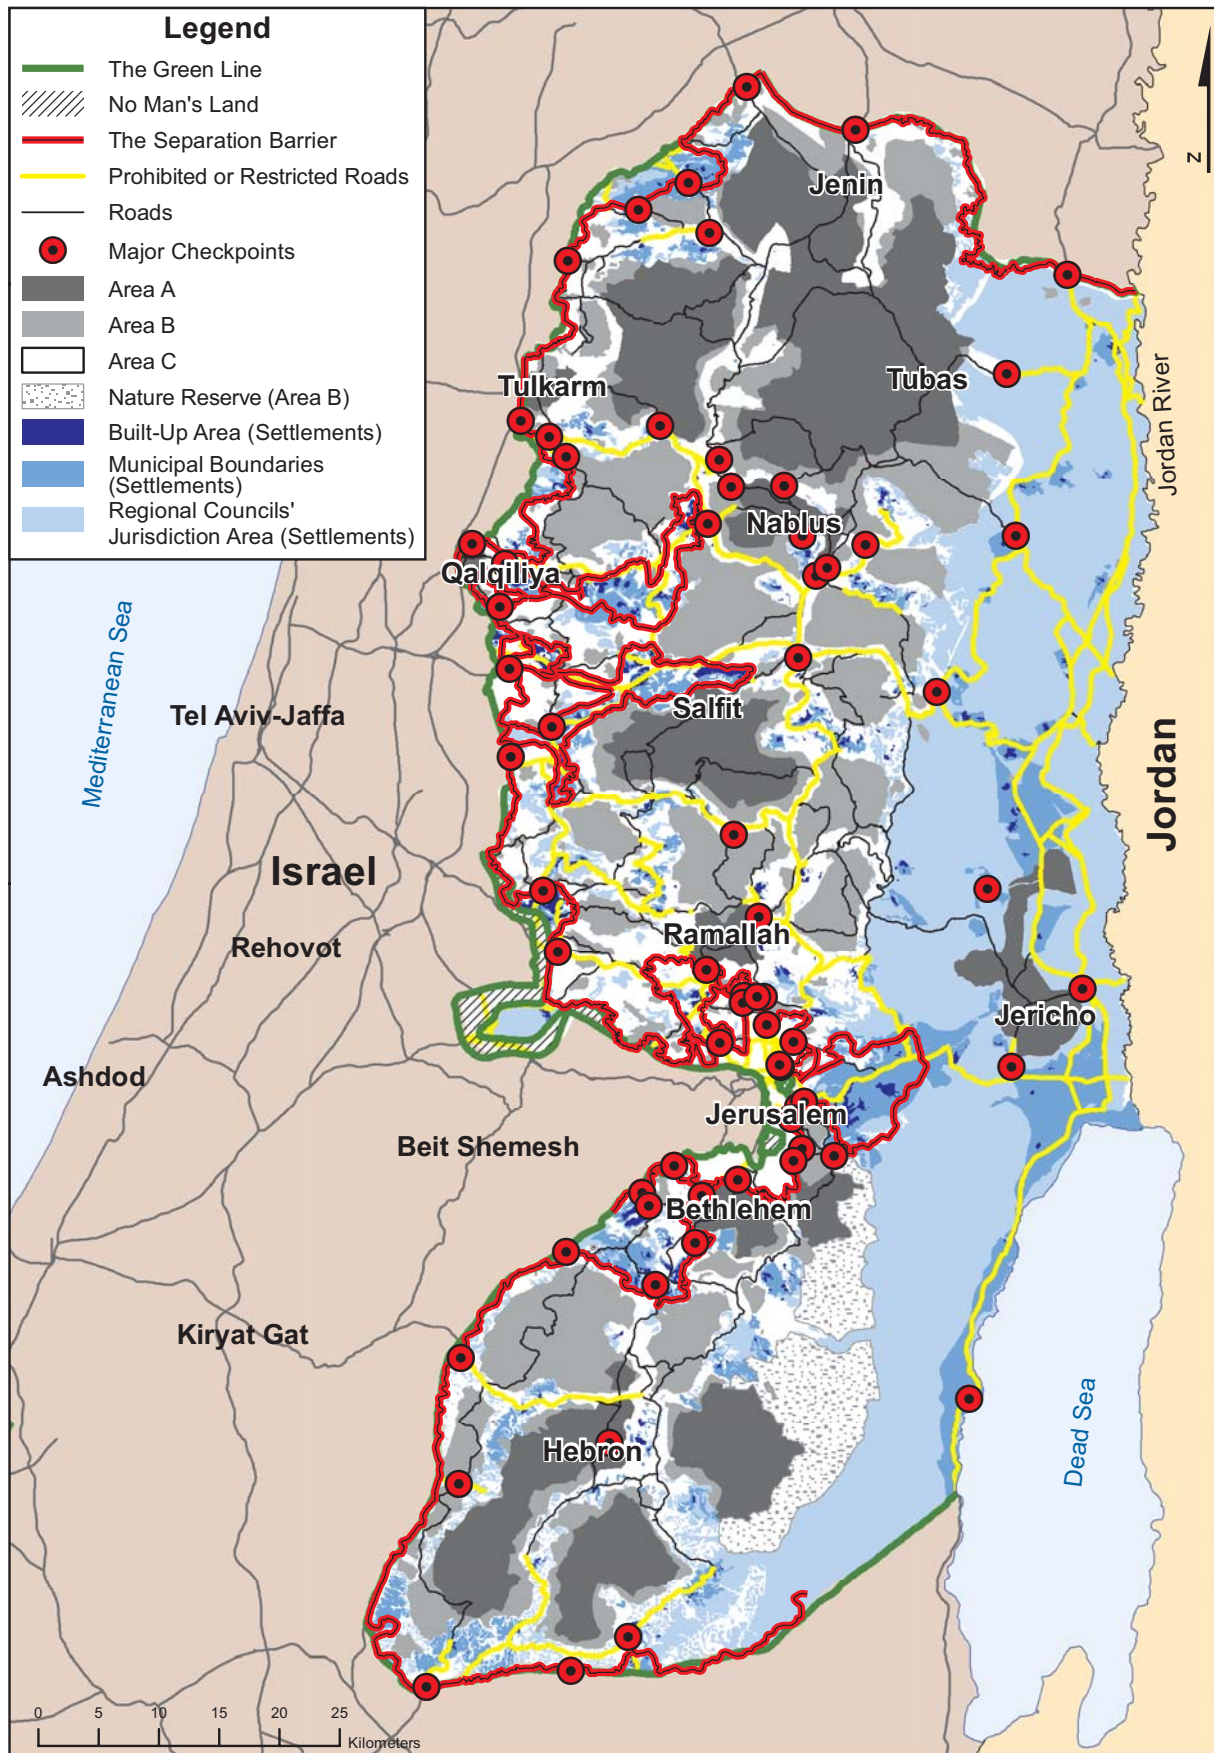 Legend
The Green Line
No Man's Land
The Separation Barrier
Prohibited or Restricted Roads
Roads
Major Checkpoints
Area A
Area B
Area C
Nature Reserve (Area B)
Built-Up Area (Settlements)
Municipal Boundaries
(Settlements)
Regional Councils'
Jurisdiction Area (Settlements)
N
Jenin
Tubas
Tulkarm
Jordan River
Nablus
Qalqiliya
Mediterranean Sea
Tel Aviv-Jaffa
Salfit
Jordan
Israel
Ramallah
Rehovot
Jericho
Ashdod
Jerusalem
Beit Shemesh
Bethlehem
Kiryat Gat
Dead Sea
Hebron
0 5 10 15 20 25
Kilometers